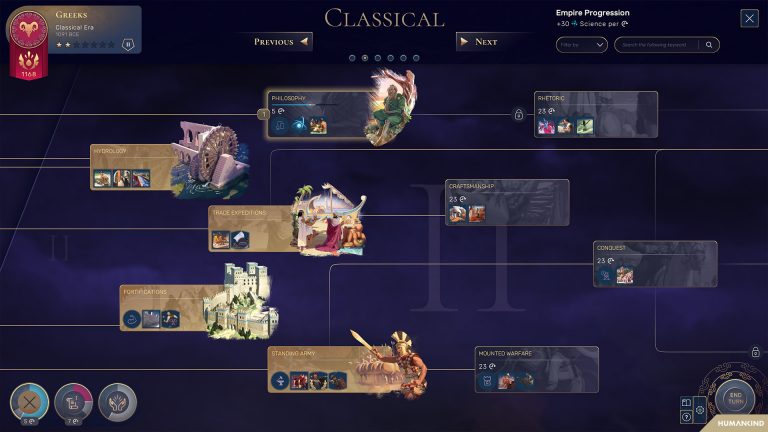 GREEKS
Classical Era
1091 BCE
II
1168
CLASSICAL
PREVIOUS
NEXT
Empire Progression
+30 Science per
Filter by
Search the following keyword
1
PHILOSOPHY
5
RHETORIC
23
HYDROLOGY
CRAFTSMANSHIP
23
TRADE EXPEDITIONS
II
II
CONQUEST
23
FORTIFICATIONS
STANDING ARMY
MOUNTED WARFARE
23
5
7
?
END
TURN
HUMANKIND